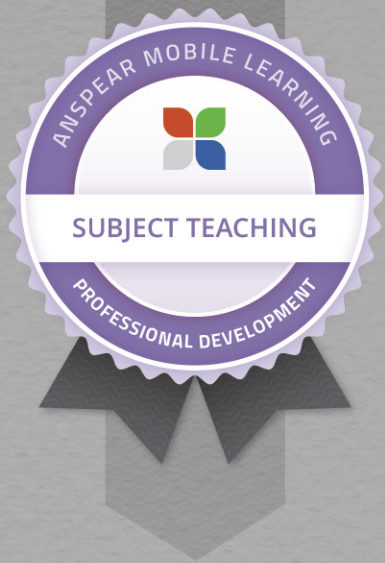 ANSPEAR MOBILE LEARNING
SUBJECT TEACHING
PROFESSIONAL DEVELOPMENT